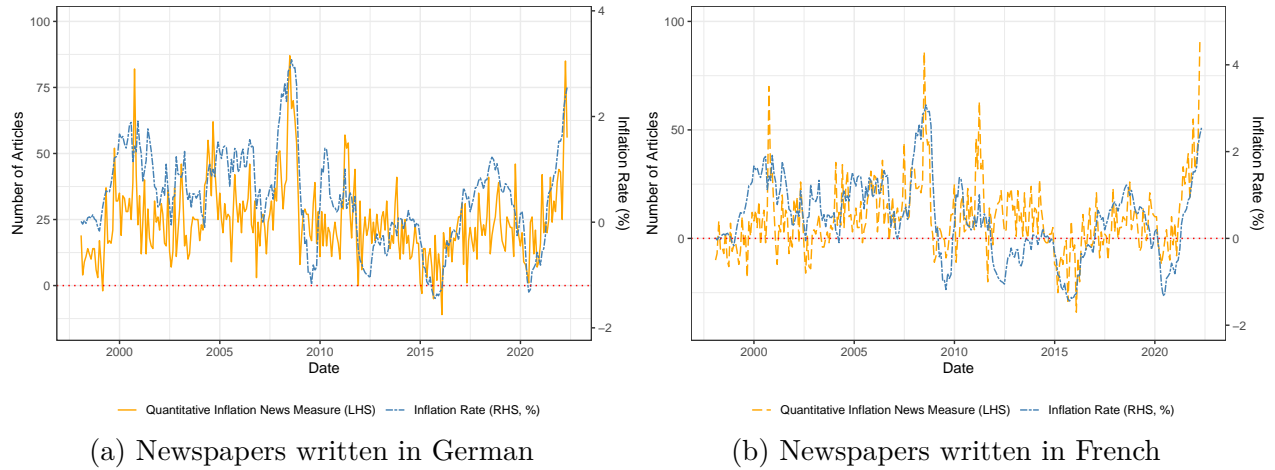 100
75
50
25
0
Number of Articles
4
2
0
−2
Inflation Rate (%)
2000
2005
2010
2015
2020
Date
Quantitative Inflation News Measure (LHS)
Inflation Rate (RHS, %)
(a) Newspapers written in German
100
50
0
Number of Articles
4
2
0
−2
Inflation Rate (%)
2000
2005
2010
2015
2020
Date
Quantitative Inflation News Measure (LHS)
Inflation Rate (RHS, %)
(b) Newspapers written in French